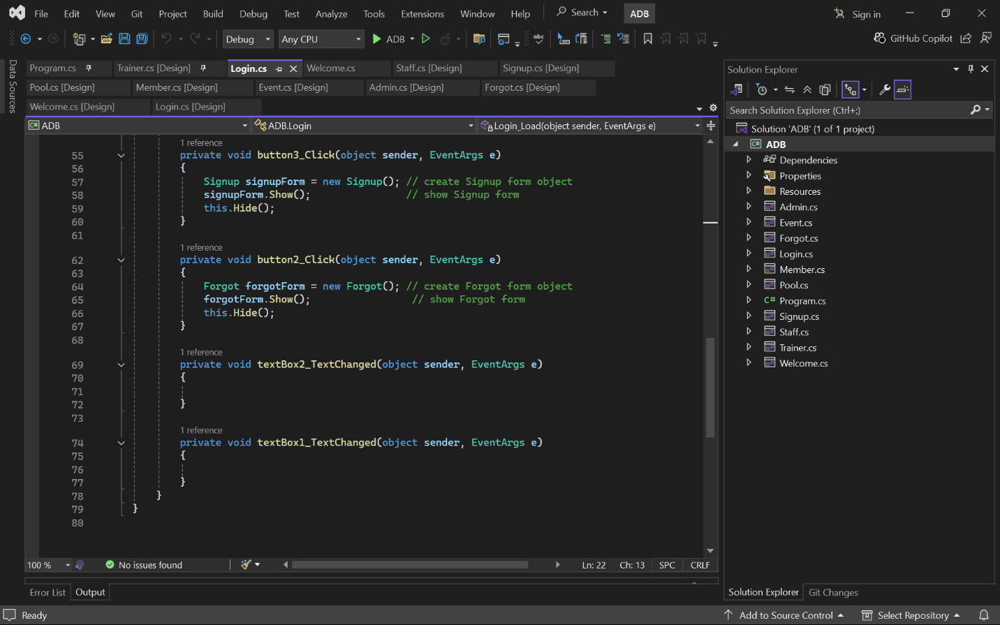 File Edit View Git Project Build Debug Test Analyze Tools Extensions Window Help Search ADB Sign in
Debug Any CPU ADB abc GitHub Copilot
Data Sources
Program.cs Trainer.cs [Design] Login.cs Welcome.cs Staff.cs [Design] Signup.cs [Design]
Pool.cs [Design] Member.cs [Design] Event.cs [Design] Admin.cs [Design] Forgot.cs [Design]
Welcome.cs [Design] Login.cs [Design]
C# ADB ADB.Login Login_Load(object sender, EventArgs e)
1 reference
55 private void button3_Click(object sender, EventArgs e)
56 {
57 Signup signupForm = new Signup(); // create Signup form object
58 signupForm.Show(); // show Signup form
59 this.Hide();
60 }
61
1 reference
62 private void button2_Click(object sender, EventArgs e)
63 {
64 Forgot forgotForm = new Forgot(); // create Forgot form object
65 forgotForm.Show(); // show Forgot form
66 this.Hide();
67 }
68
1 reference
69 private void textBox2_TextChanged(object sender, EventArgs e)
70 {
71
72 }
73
1 reference
74 private void textBox1_TextChanged(object sender, EventArgs e)
75 {
76
77 }
78 }
79 }
80
100 % No issues found Ln: 22 Ch: 13 SPC CRLF
Error List Output
Solution Explorer
Search Solution Explorer (Ctrl+;)
Solution 'ADB' (1 of 1 project)
C# ADB
Dependencies
Properties
Resources
Admin.cs
Event.cs
Forgot.cs
Login.cs
Member.cs
Pool.cs
C# Program.cs
Signup.cs
Staff.cs
Trainer.cs
Welcome.cs
Solution Explorer Git Changes
Ready Add to Source Control Select Repository